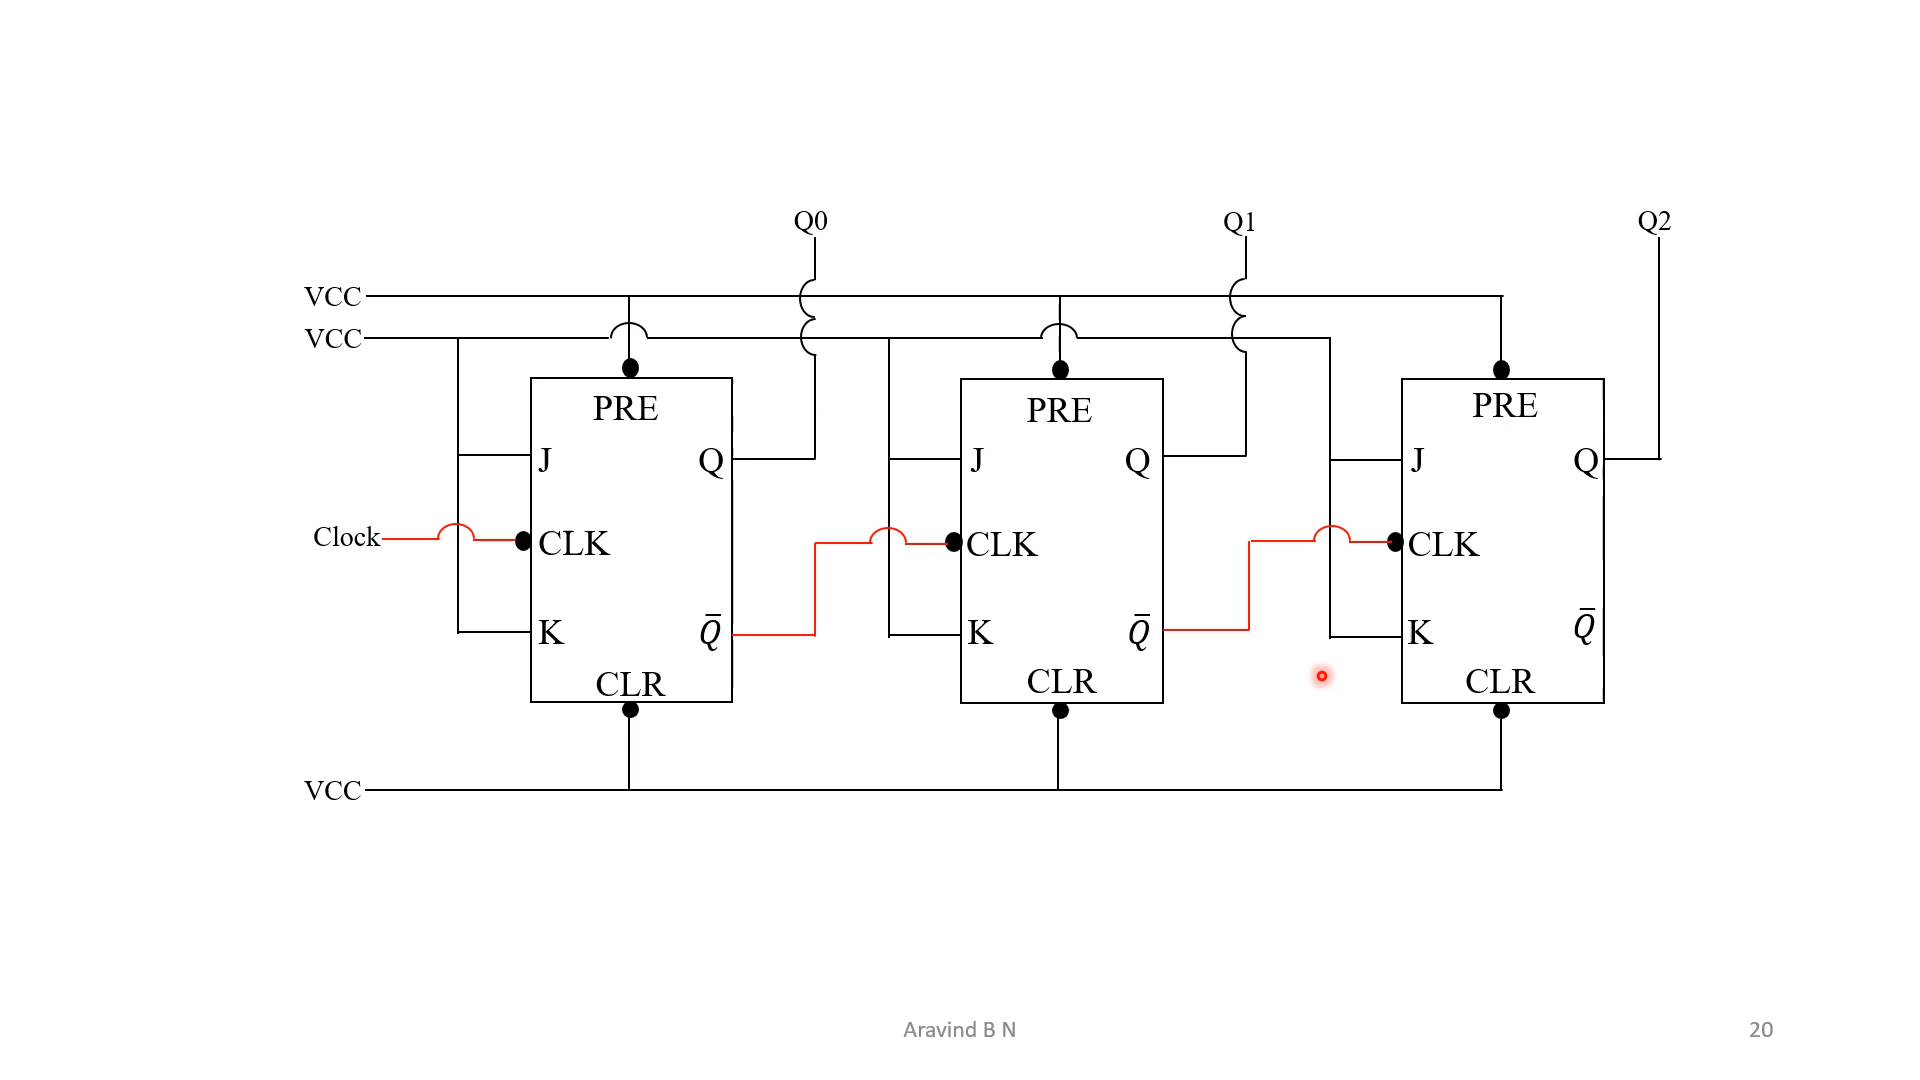 Q0 Q1 Q2
VCC
VCC
PRE PRE PRE
J Q J Q J Q
Clock CLK CLK CLK
K Q̅ K Q̅ K Q̅
CLR CLR CLR
VCC
Aravind B N 20